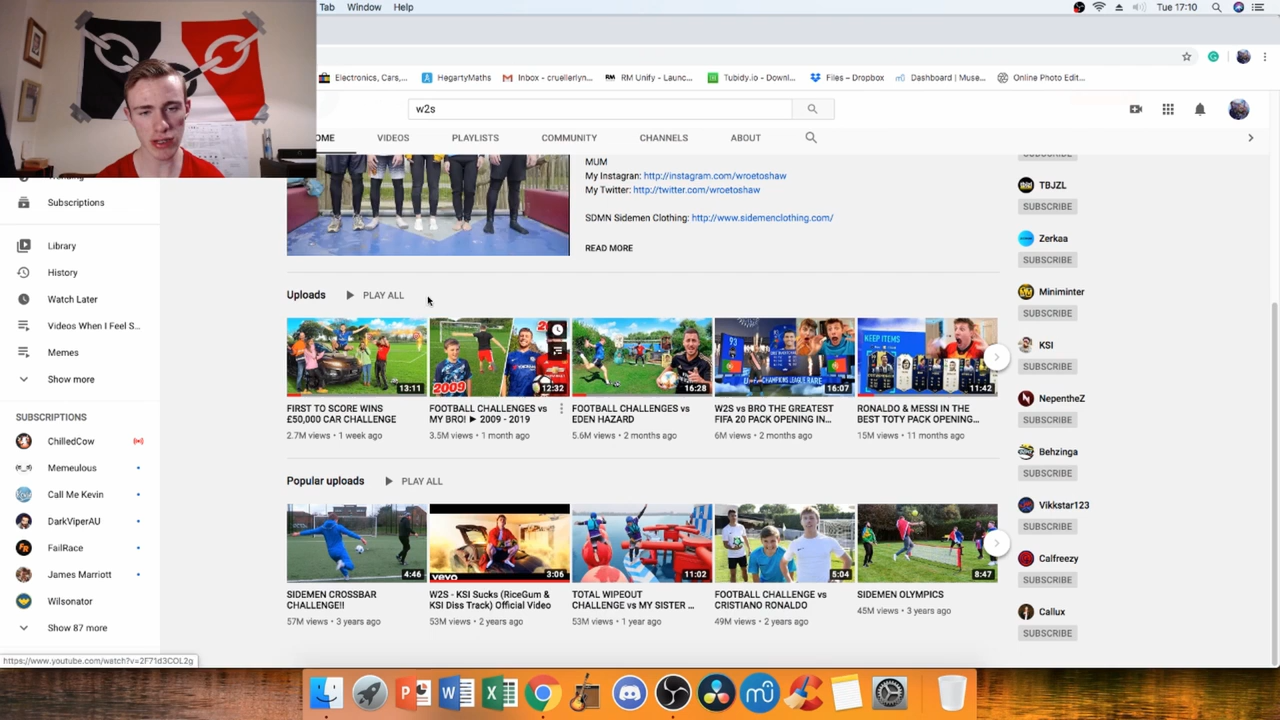 Tab Window Help
Tue 17:10
Electronics, Cars,... HegartyMaths Inbox - cruellerlyn... RM Unify - Launc... Tubidy.io - Downl... Files – Dropbox Dashboard | Muse... Online Photo Edit...
w2s
OME VIDEOS PLAYLISTS COMMUNITY CHANNELS ABOUT
MUM
My Instagran: http://instagram.com/wroetoshaw
My Twitter: http://twitter.com/wroetoshaw
SDMN Sidemen Clothing: http://www.sidemenclothing.com/
READ MORE
Trending
Subscriptions
Library
History
Watch Later
Videos When I Feel S...
Memes
Show more
SUBSCRIPTIONS
ChilledCow
Memeulous
Call Me Kevin
DarkViperAU
FailRace
James Marriott
Wilsonator
Show 87 more
Uploads PLAY ALL
2009
93
KEEP ITEMS
13:11 12:32 16:28 16:07 11:42
FIRST TO SCORE WINS
£50,000 CAR CHALLENGE
2.7M views • 1 week ago
FOOTBALL CHALLENGES vs
MY BRO! ► 2009 - 2019
3.5M views • 1 month ago
FOOTBALL CHALLENGES vs
EDEN HAZARD
5.6M views • 2 months ago
W2S vs BRO THE GREATEST
FIFA 20 PACK OPENING IN...
6M views • 2 months ago
RONALDO & MESSI IN THE
BEST TOTY PACK OPENING...
15M views • 11 months ago
Popular uploads PLAY ALL
vevo
4:46 3:06 11:02 5:04 8:47
SIDEMEN CROSSBAR
CHALLENGE!!
57M views • 3 years ago
W2S - KSI Sucks (RiceGum &
KSI Diss Track) Official Video
53M views • 2 years ago
TOTAL WIPEOUT
CHALLENGE vs MY SISTER ...
53M views • 1 year ago
FOOTBALL CHALLENGE vs
CRISTIANO RONALDO
49M views • 2 years ago
SIDEMEN OLYMPICS
45M views • 3 years ago
SUBSCRIBE
TBJZL
SUBSCRIBE
Zerkaa
SUBSCRIBE
Miniminter
SUBSCRIBE
KSI
SUBSCRIBE
NepentheZ
SUBSCRIBE
Behzinga
SUBSCRIBE
Vikkstar123
SUBSCRIBE
Calfreezy
SUBSCRIBE
Callux
SUBSCRIBE
https://www.youtube.com/watch?v=2F71d3COL2g